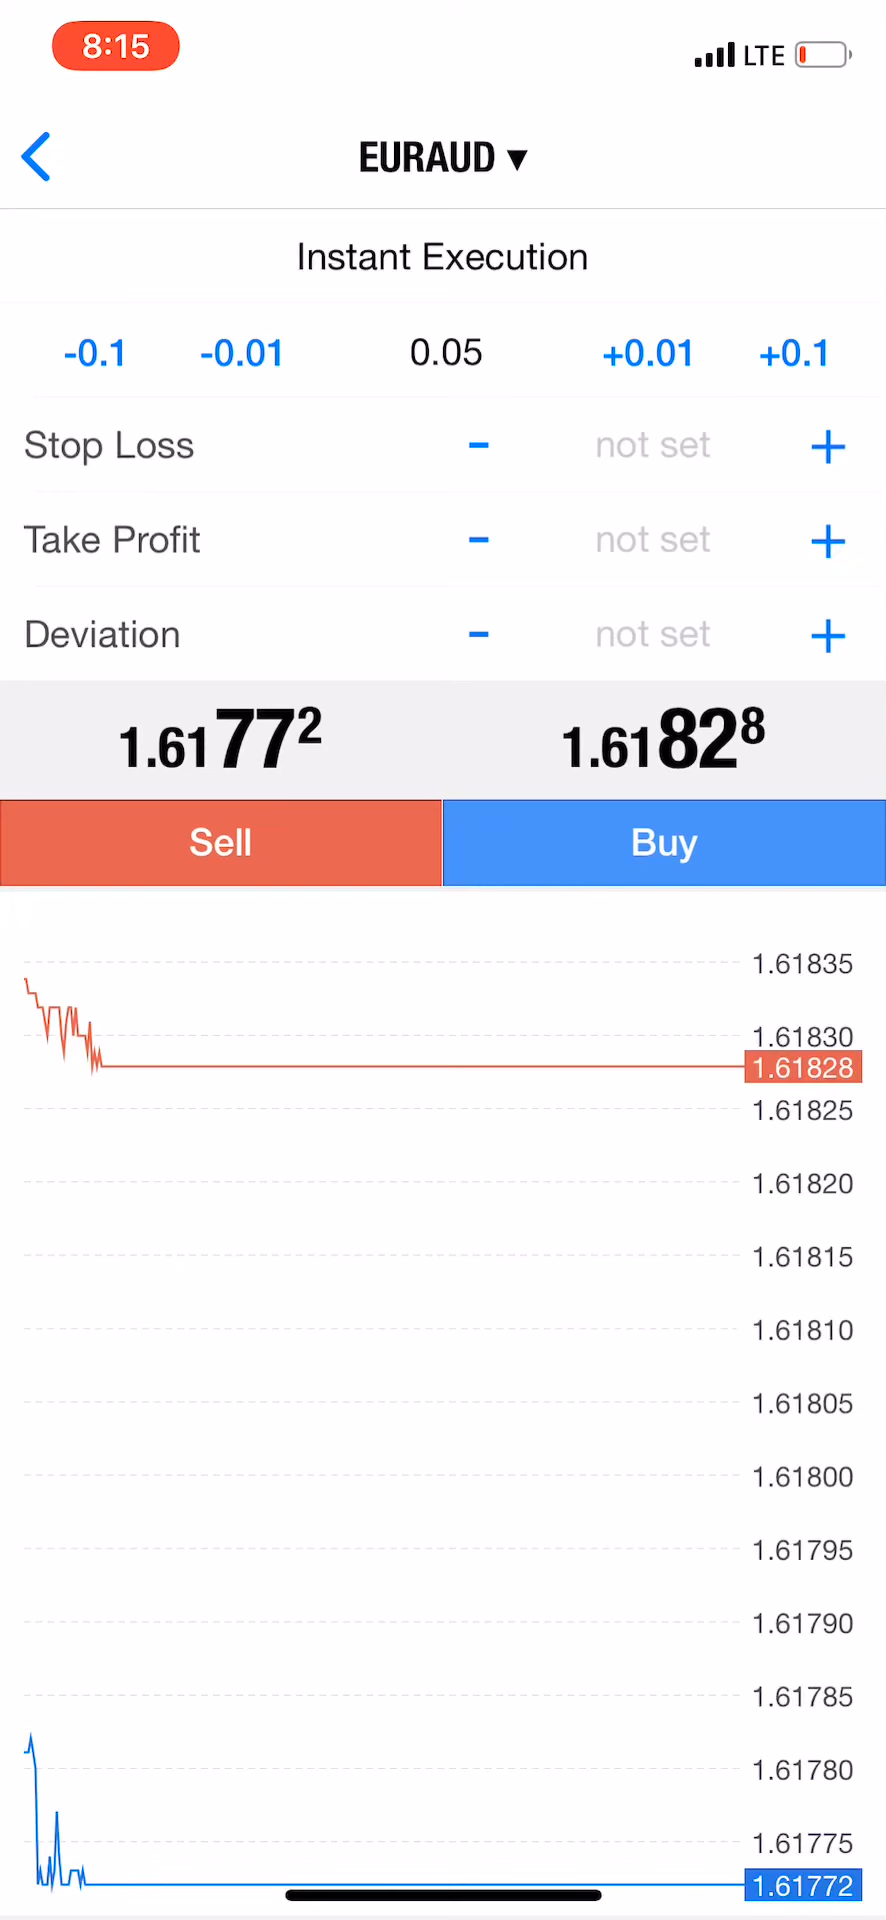 8:15 LTE
EURAUD ▼
Instant Execution
-0.1 -0.01 0.05 +0.01 +0.1
Stop Loss - not set +
Take Profit - not set +
Deviation - not set +
1.61772 1.61828
Sell Buy
1.61835
1.61830
1.61828
1.61825
1.61820
1.61815
1.61810
1.61805
1.61800
1.61795
1.61790
1.61785
1.61780
1.61775
1.61772